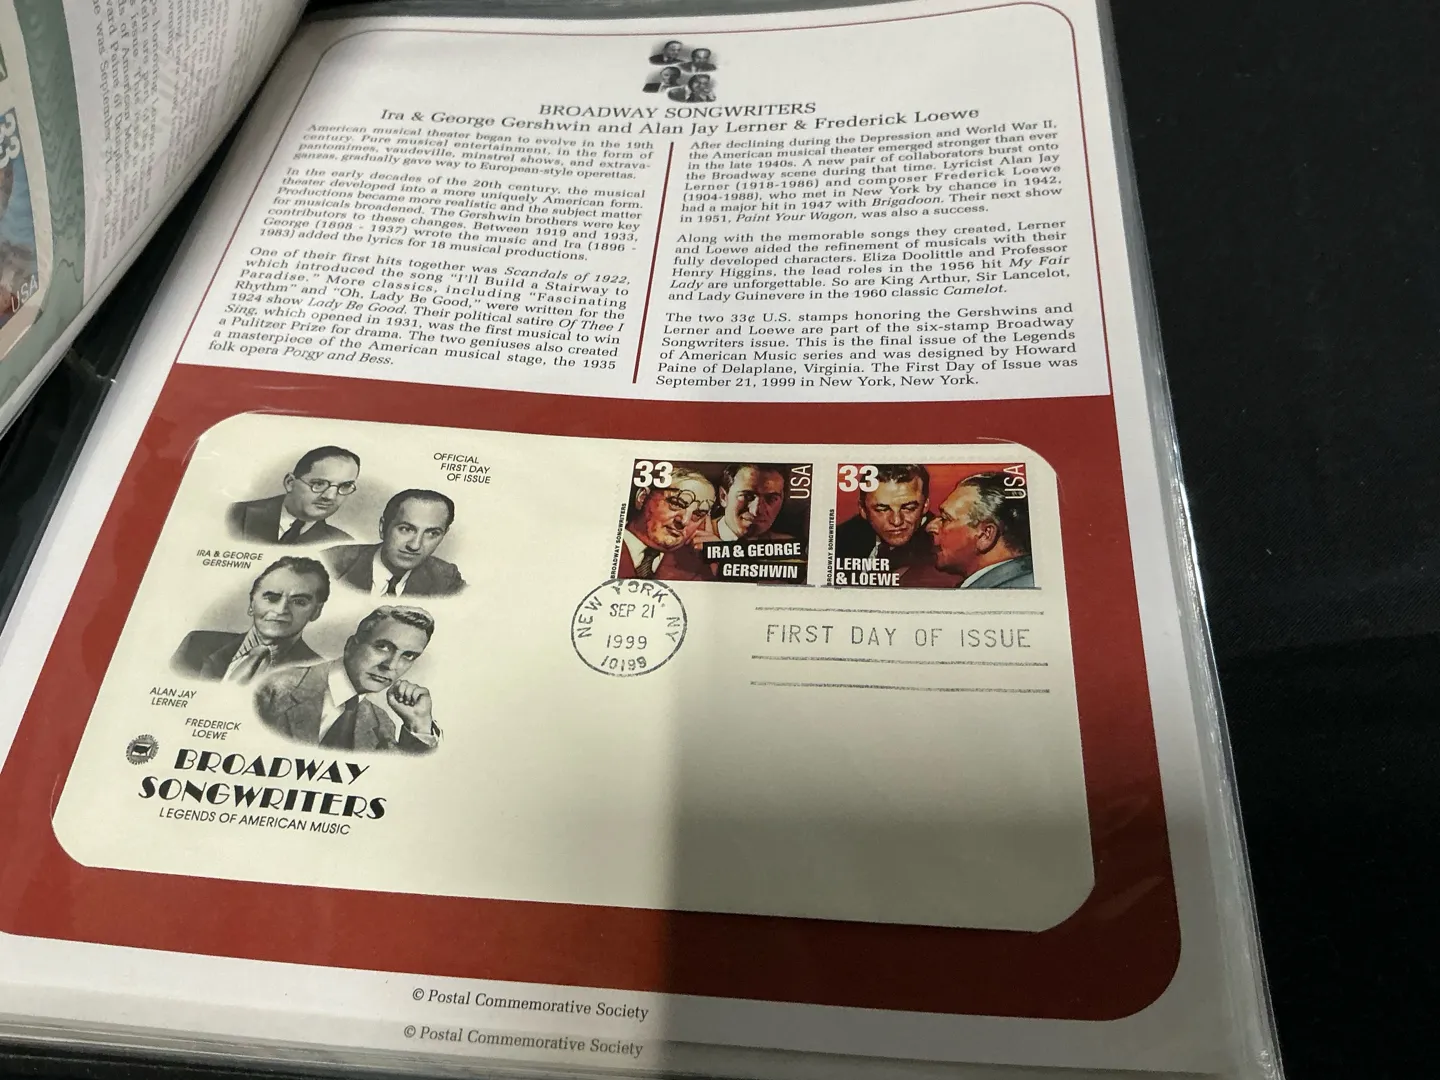 BROADWAY SONGWRITERS
Ira & George Gershwin and Alan Jay Lerner & Frederick Loewe
American musical theater began to evolve in the 19th
century. Pure musical entertainment, in the form of
pantomimes, vaudeville, minstrel shows, and extrava-
ganzas, gradually gave way to European-style operettas.
In the early decades of the 20th century, the musical
theater developed into a more uniquely American form.
Productions became more realistic and the subject matter
for musicals broadened. The Gershwin brothers were key
contributors to these changes. Between 1919 and 1933,
George (1898 - 1937) wrote the music and Ira (1896 -
1983) added the lyrics for 18 musical productions.
One of their first hits together was Scandals of 1922,
which introduced the song "I'll Build a Stairway to
Paradise." More classics, including "Fascinating
Rhythm" and "Oh, Lady Be Good," were written for the
1924 show Lady Be Good. Their political satire Of Thee I
Sing, which opened in 1931, was the first musical to win
a Pulitzer Prize for drama. The two geniuses also created
a masterpiece of the American musical stage, the 1935
folk opera Porgy and Bess.
After declining during the Depression and World War II,
the American musical theater emerged stronger than ever
in the late 1940s. A new pair of collaborators burst onto
the Broadway scene during that time. Lyricist Alan Jay
Lerner (1918-1986) and composer Frederick Loewe
(1904-1988), who met in New York by chance in 1942,
had a major hit in 1947 with Brigadoon. Their next show
in 1951, Paint Your Wagon, was also a success.
Along with the memorable songs they created, Lerner
and Loewe aided the refinement of musicals with their
fully developed characters. Eliza Doolittle and Professor
Henry Higgins, the lead roles in the 1956 hit My Fair
Lady are unforgettable. So are King Arthur, Sir Lancelot,
and Lady Guinevere in the 1960 classic Camelot.
The two 33¢ U.S. stamps honoring the Gershwins and
Lerner and Loewe are part of the six-stamp Broadway
Songwriters issue. This is the final issue of the Legends
of American Music series and was designed by Howard
Paine of Delaplane, Virginia. The First Day of Issue was
September 21, 1999 in New York, New York.
OFFICIAL
FIRST DAY
OF ISSUE
IRA & GEORGE
GERSHWIN
ALAN JAY
LERNER
FREDERICK
LOEWE
BROADWAY
SONGWRITERS
LEGENDS OF AMERICAN MUSIC
33
USA
BROADWAY SONGWRITERS
IRA & GEORGE
GERSHWIN
33
USA
BROADWAY SONGWRITERS
LERNER
& LOEWE
NEW YORK, NY
SEP 21
1999
10199
FIRST DAY OF ISSUE
© Postal Commemorative Society
© Postal Commemorative Society
33
USA